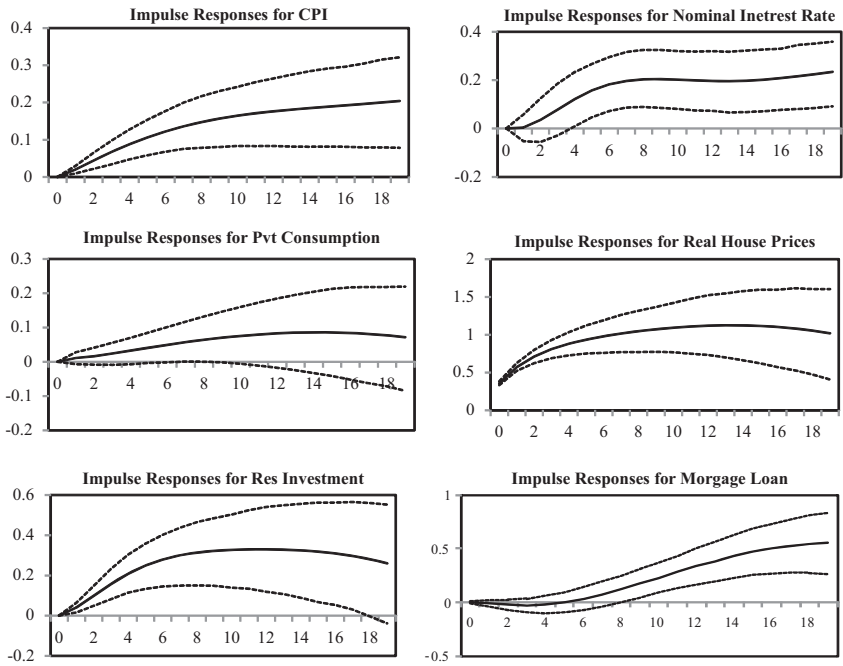 Impulse Responses for CPI
0.4
0.3
0.2
0.1
0
0 2 4 6 8 10 12 14 16 18
Impulse Responses for Nominal Inetrest Rate
0.4
0.2
0
-0.2
0 2 4 6 8 10 12 14 16 18
Impulse Responses for Pvt Consumption
0.3
0.2
0.1
0
-0.1
-0.2
0 2 4 6 8 10 12 14 16 18
Impulse Responses for Real House Prices
2
1.5
1
0.5
0
0 2 4 6 8 10 12 14 16 18
Impulse Responses for Res Investment
0.6
0.4
0.2
0
-0.2
0 2 4 6 8 10 12 14 16 18
Impulse Responses for Morgage Loan
1
0.5
0
-0.5
0 2 4 6 8 10 12 14 16 18